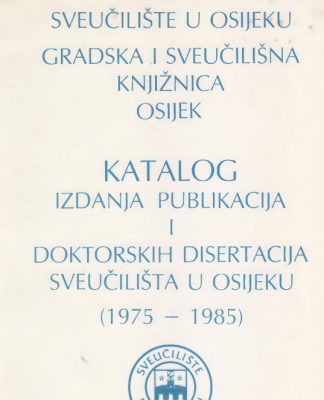 SVEUČILIŠTE U OSIJEKU
GRADSKA I SVEUČILIŠNA
KNJIŽNICA
OSIJEK
KATALOG
IZDANJA PUBLIKACIJA
I
DOKTORSKIH DISERTACIJA
SVEUČILIŠTA U OSIJEKU
(1975 – 1985)
SVEUČILIŠTE